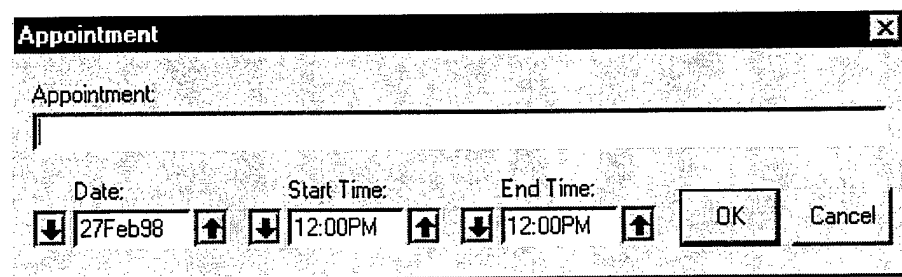 Appointment
Appointment:
Date: Start Time: End Time:
27Feb98 12:00PM 12:00PM OK Cancel